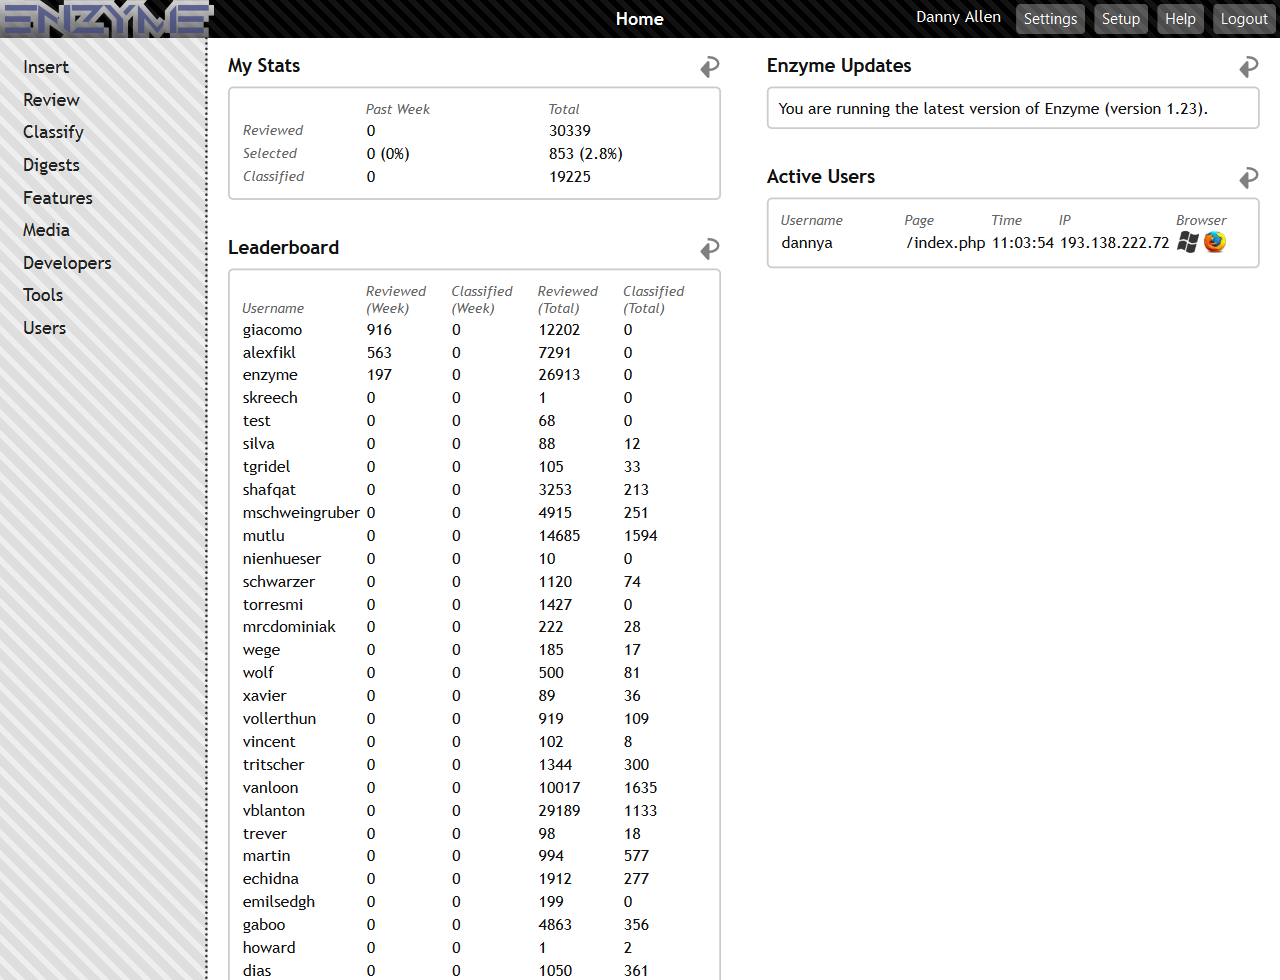 ENZYME
Home
Danny Allen Settings Setup Help Logout
Insert
Review
Classify
Digests
Features
Media
Developers
Tools
Users
My Stats
Past Week Total
Reviewed 0 30339
Selected 0 (0%) 853 (2.8%)
Classified 0 19225
Leaderboard
Username Reviewed (Week) Classified (Week) Reviewed (Total) Classified (Total)
giacomo 916 0 12202 0
alexfikl 563 0 7291 0
enzyme 197 0 26913 0
skreech 0 0 1 0
test 0 0 68 0
silva 0 0 88 12
tgridel 0 0 105 33
shafqat 0 0 3253 213
mschweingruber 0 0 4915 251
mutlu 0 0 14685 1594
nienhueser 0 0 10 0
schwarzer 0 0 1120 74
torresmi 0 0 1427 0
mrcdominiak 0 0 222 28
wege 0 0 185 17
wolf 0 0 500 81
xavier 0 0 89 36
vollerthun 0 0 919 109
vincent 0 0 102 8
tritscher 0 0 1344 300
vanloon 0 0 10017 1635
vblanton 0 0 29189 1133
trever 0 0 98 18
martin 0 0 994 577
echidna 0 0 1912 277
emilsedgh 0 0 199 0
gaboo 0 0 4863 356
howard 0 0 1 2
dias 0 0 1050 361
Enzyme Updates
You are running the latest version of Enzyme (version 1.23).
Active Users
Username Page Time IP Browser
dannya /index.php 11:03:54 193.138.222.72